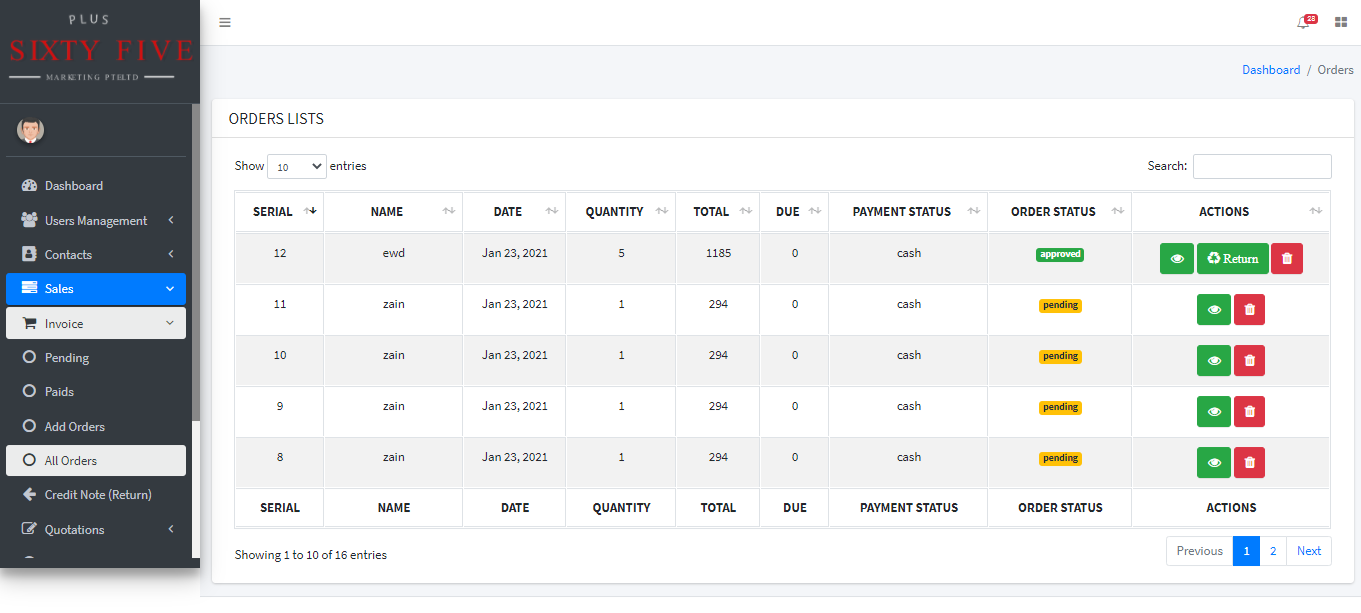 PLUS
SIXTY FIVE
MARKETING PTELTD
28
Dashboard / Orders
Dashboard
Users Management
Contacts
Sales
Invoice
Pending
Paids
Add Orders
All Orders
Credit Note (Return)
Quotations
ORDERS LISTS
Show 10 entries
Search:
SERIAL NAME DATE QUANTITY TOTAL DUE PAYMENT STATUS ORDER STATUS ACTIONS
12 ewd Jan 23, 2021 5 1185 0 cash approved Return
11 zain Jan 23, 2021 1 294 0 cash pending
10 zain Jan 23, 2021 1 294 0 cash pending
9 zain Jan 23, 2021 1 294 0 cash pending
8 zain Jan 23, 2021 1 294 0 cash pending
SERIAL NAME DATE QUANTITY TOTAL DUE PAYMENT STATUS ORDER STATUS ACTIONS
Showing 1 to 10 of 16 entries
Previous 1 2 Next